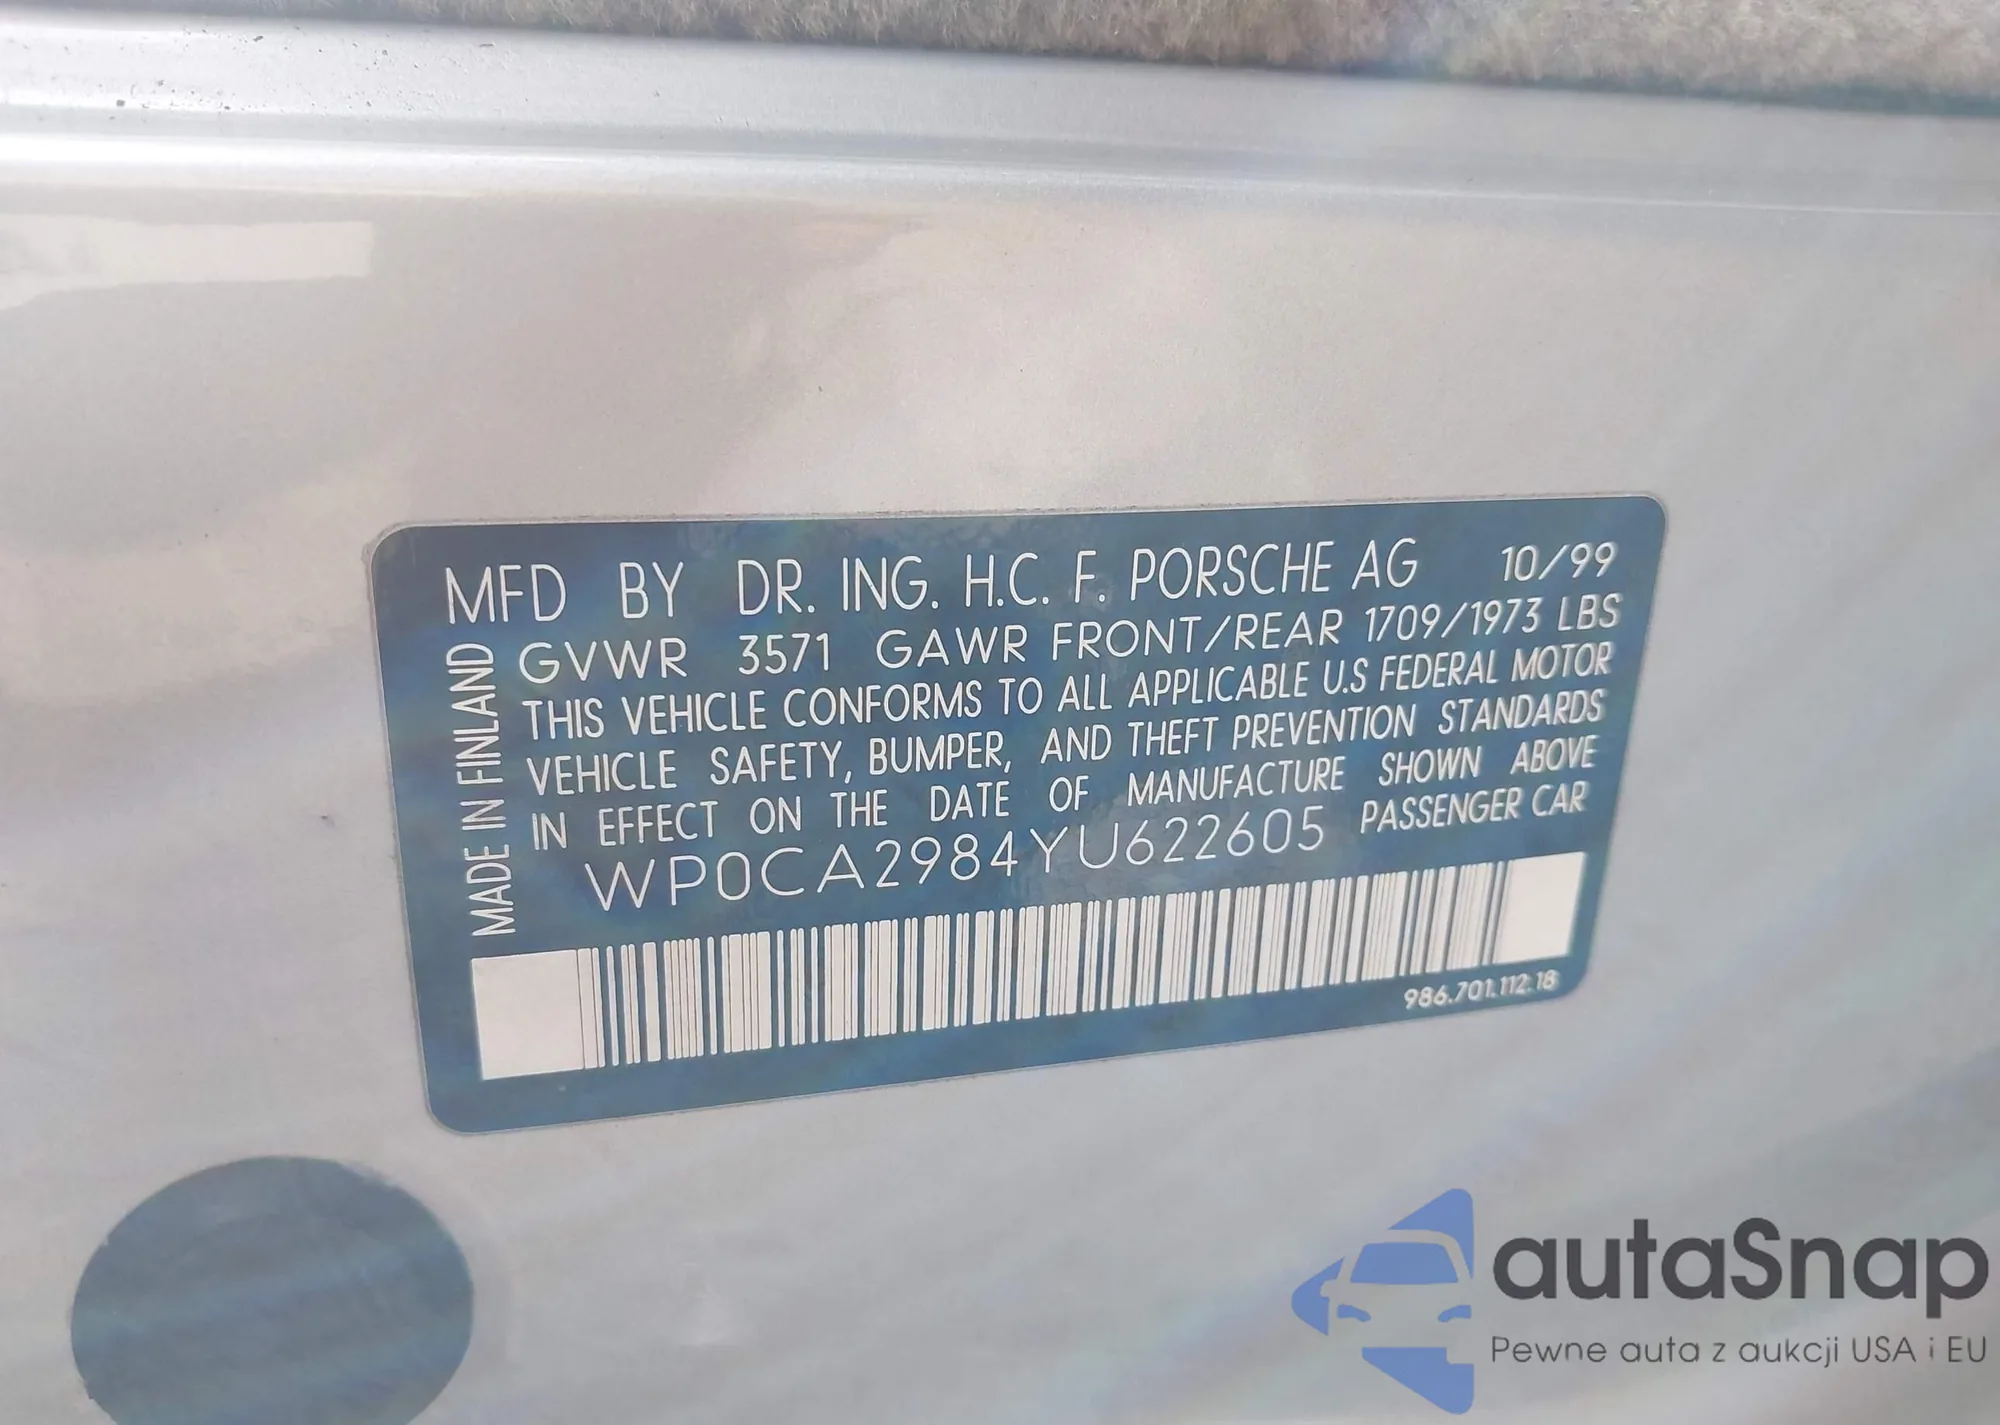 MFD BY DR. ING. H.C. F. PORSCHE AG 10/99
GVWR 3571 GAWR FRONT/REAR 1709/1973 LBS
THIS VEHICLE CONFORMS TO ALL APPLICABLE U.S FEDERAL MOTOR
VEHICLE SAFETY, BUMPER, AND THEFT PREVENTION STANDARDS
IN EFFECT ON THE DATE OF MANUFACTURE SHOWN ABOVE
WP0CA2984YU622605 PASSENGER CAR
MADE IN FINLAND
986.701.112.18
autaSnap
Pewne auta z aukcji USA i EU